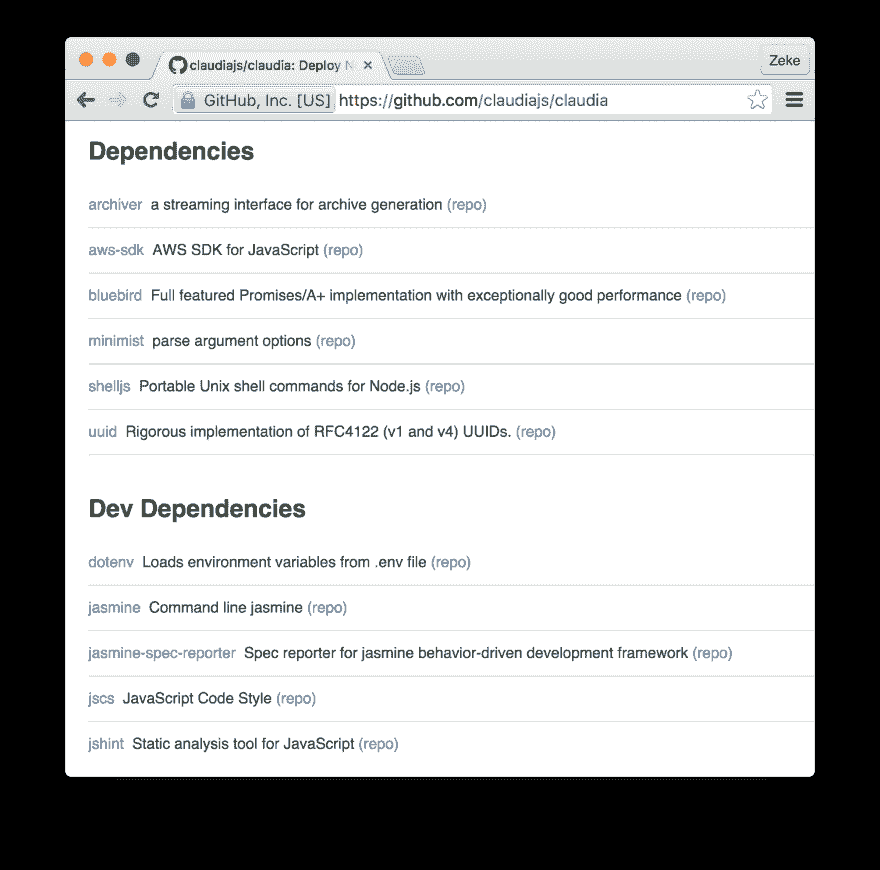 claudiajs/claudia: Deploy N
Zeke
GitHub, Inc. [US] https://github.com/claudiajs/claudia
Dependencies
archiver a streaming interface for archive generation (repo)
aws-sdk AWS SDK for JavaScript (repo)
bluebird Full featured Promises/A+ implementation with exceptionally good performance (repo)
minimist parse argument options (repo)
shelljs Portable Unix shell commands for Node.js (repo)
uuid Rigorous implementation of RFC4122 (v1 and v4) UUIDs. (repo)
Dev Dependencies
dotenv Loads environment variables from .env file (repo)
jasmine Command line jasmine (repo)
jasmine-spec-reporter Spec reporter for jasmine behavior-driven development framework (repo)
jscs JavaScript Code Style (repo)
jshint Static analysis tool for JavaScript (repo)